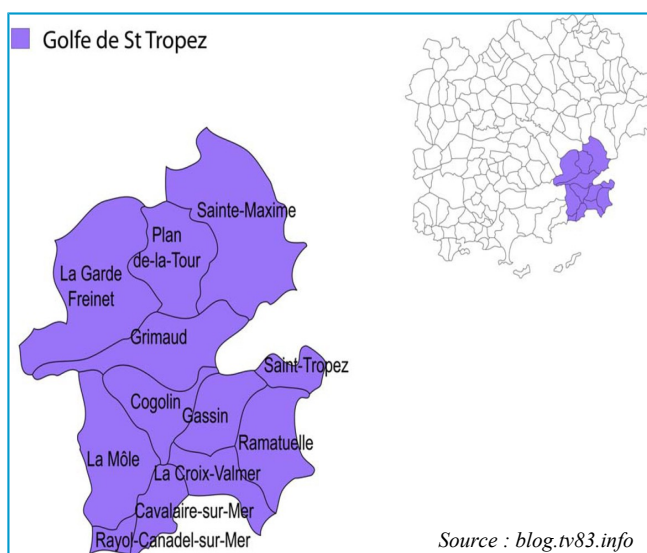 Golfe de St Tropez
Sainte-Maxime
Plan
de-la-Tour
La Garde
Freinet
Grimaud
Saint-Tropez
Cogolin
Gassin
Ramatuelle
La Môle
La Croix-Valmer
Cavalaire-sur-Mer
Rayol-Canadel-sur-Mer
Source : blog.tv83.info